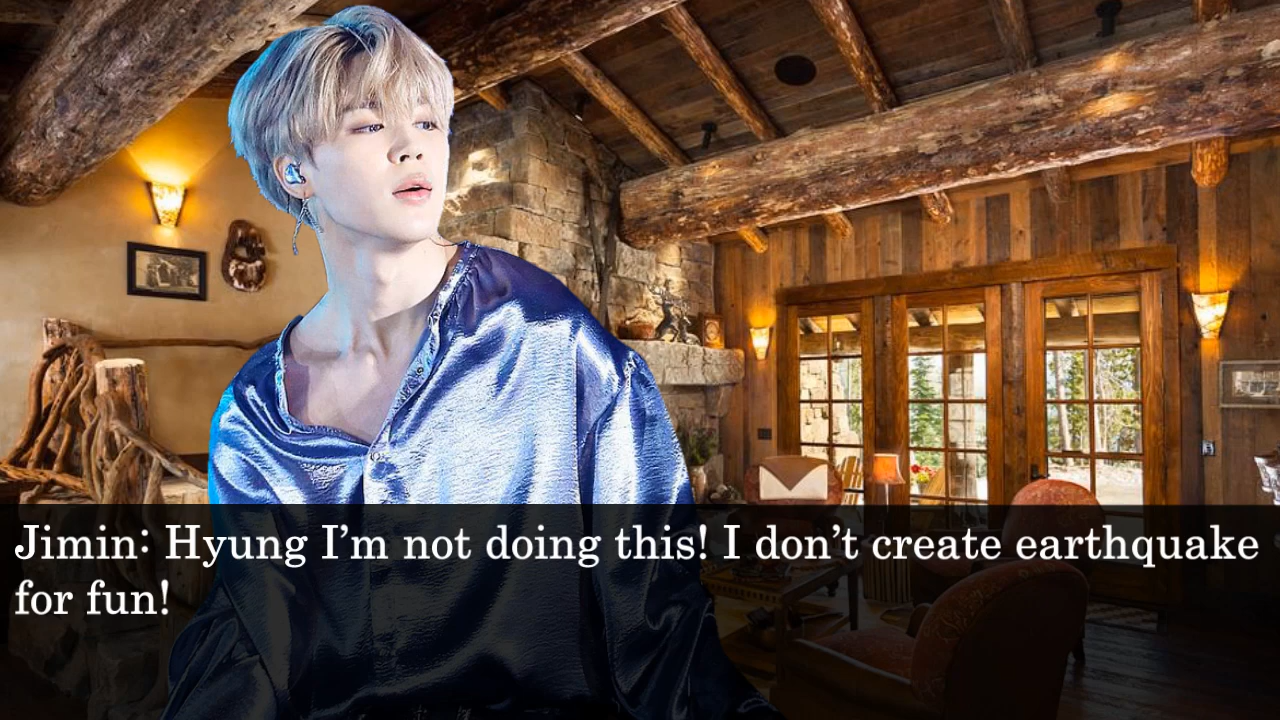 Jimin: Hyung I’m not doing this! I don’t create earthquake
for fun!